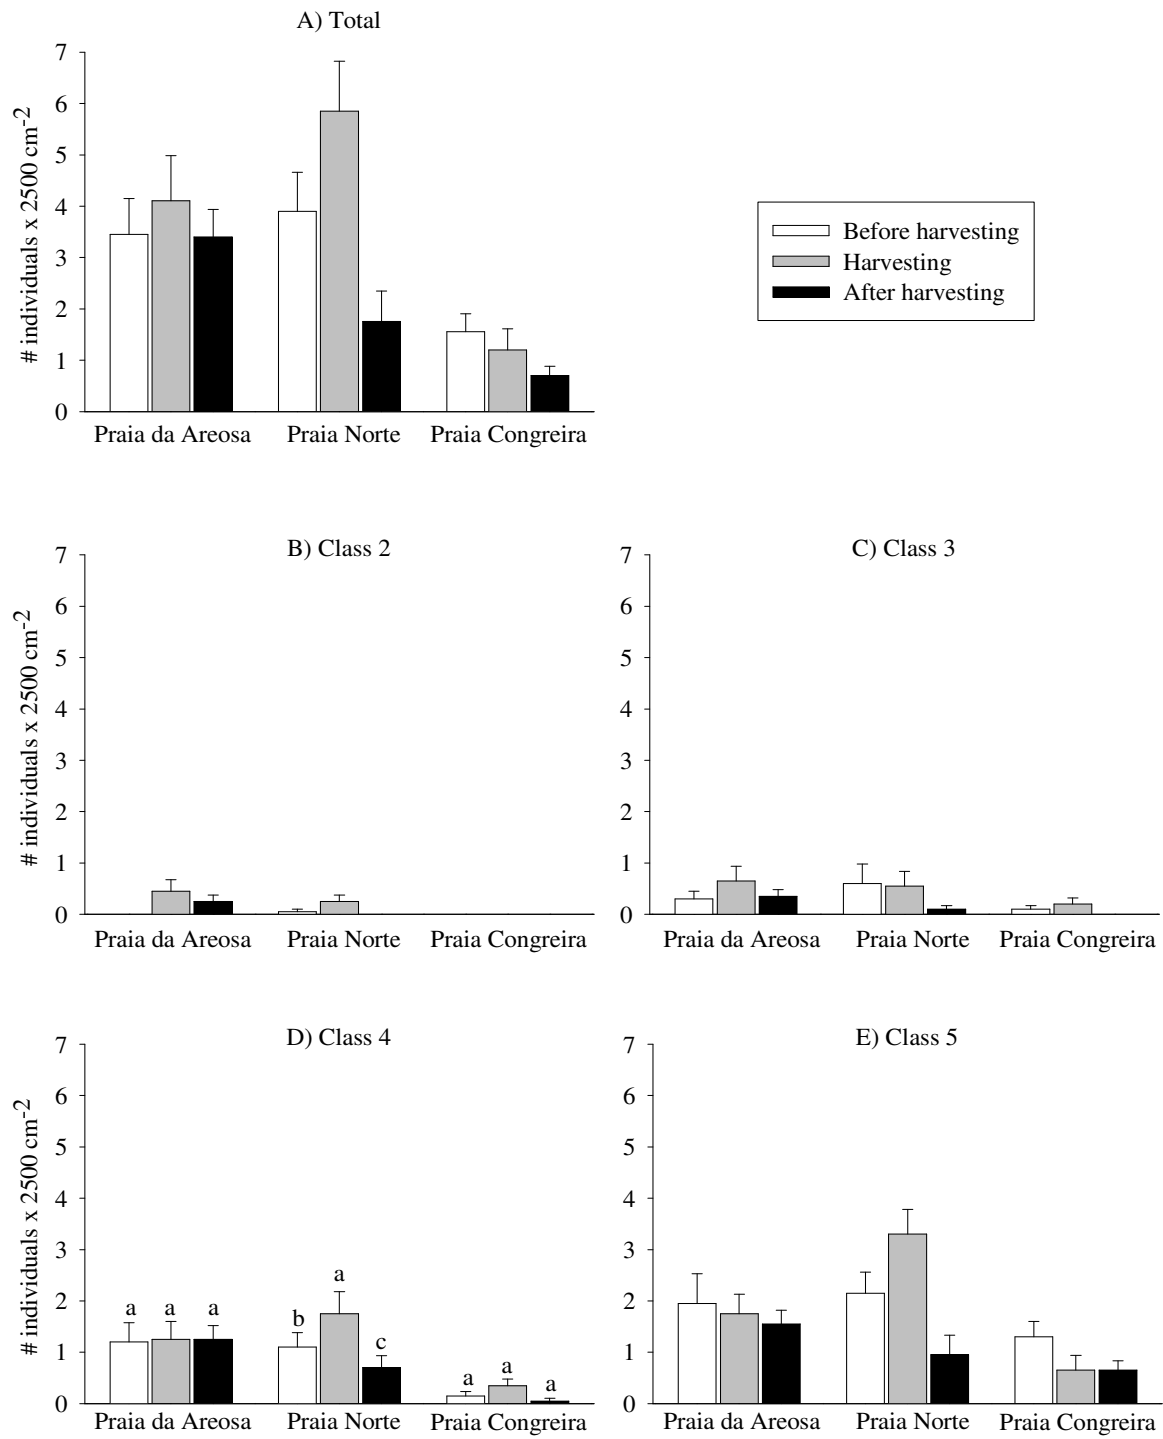 A) Total
# individuals x 2500 cm-2
7
6
5
4
3
2
1
0
Praia da Areosa Praia Norte Praia Congreira
Before harvesting
Harvesting
After harvesting
B) Class 2
# individuals x 2500 cm-2
7
6
5
4
3
2
1
0
Praia da Areosa Praia Norte Praia Congreira
C) Class 3
7
6
5
4
3
2
1
0
Praia da Areosa Praia Norte Praia Congreira
D) Class 4
# individuals x 2500 cm-2
7
6
5
4
3
2
1
0
a a a b a c a a a
Praia da Areosa Praia Norte Praia Congreira
E) Class 5
7
6
5
4
3
2
1
0
Praia da Areosa Praia Norte Praia Congreira